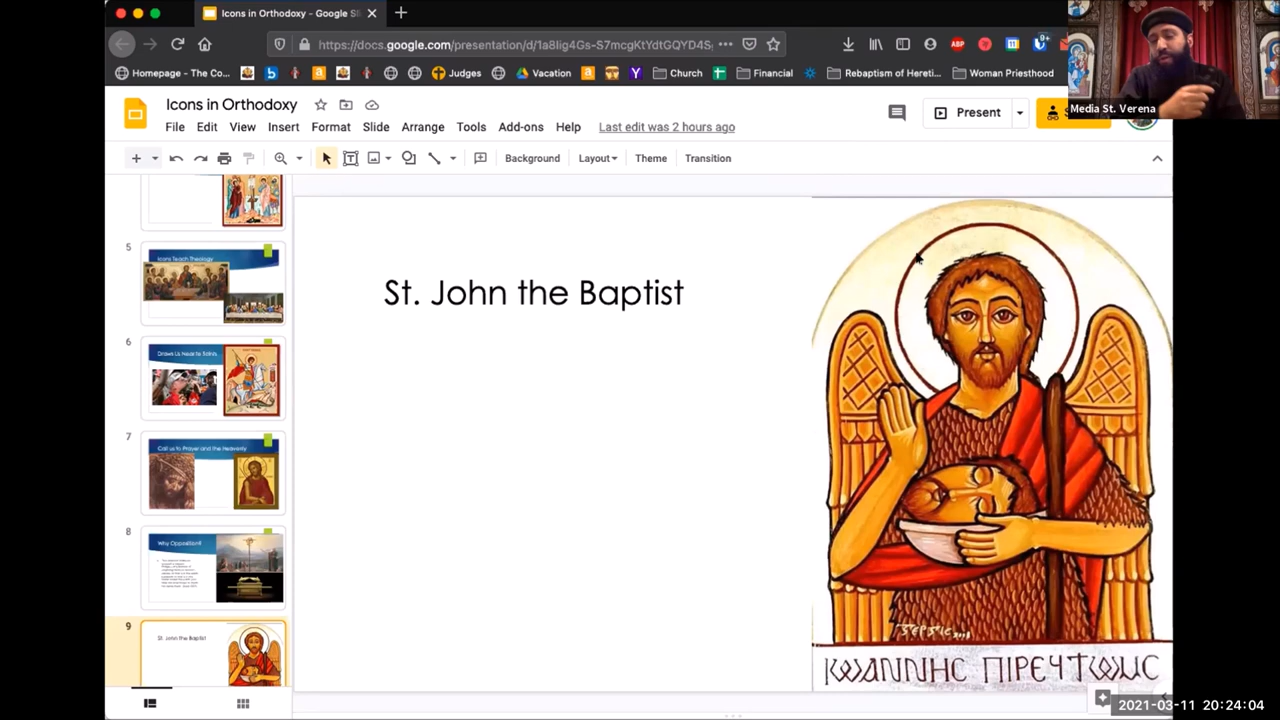 Icons in Orthodoxy – Google Sl
https://docs.google.com/presentation/d/1a8lig4Gs-S7mcgKtYdtGQYD4S
ABP
9+
Homepage - The Co...
Judges
Vacation
Church
Financial
Rebaptism of Hereti...
Woman Priesthood
Media St. Verena
Icons in Orthodoxy
Present
File Edit View Insert Format Slide Arrange Tools Add-ons Help Last edit was 2 hours ago
Background Layout Theme Transition
5
Icons Teach Theology
6
Draws Us Near to Saints
7
Call us to Prayer and the Heavenly
8
Why Opposition?
9
St. John the Baptist
St. John the Baptist
ⲒⲰⲀⲚⲚⲎⲤ ⲠⲒⲢⲈϤⲦⲰⲘⲤ
2021-03-11 20:24:04